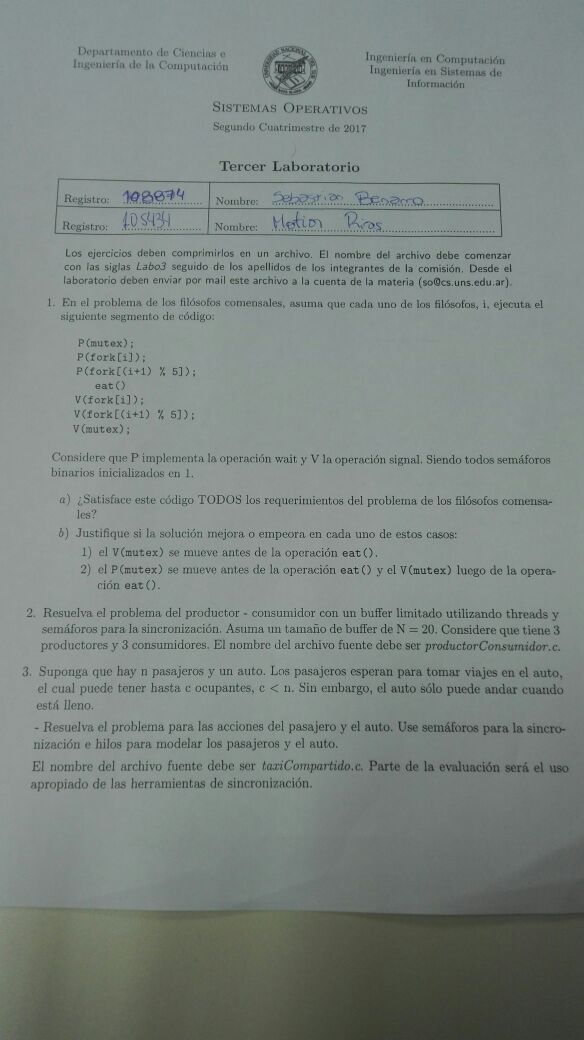 Departamento de Ciencias e
Ingeniería de la Computación
Ingeniería en Computación
Ingeniería en Sistemas de
Información
SISTEMAS OPERATIVOS
Segundo Cuatrimestre de 2017
Tercer Laboratorio
Registro: 108874 Nombre: Sebastian
Registro: 105434 Nombre:
Los ejercicios deben comprimirlos en un archivo. El nombre del archivo debe comenzar
con las siglas Labo3 seguido de los apellidos de los integrantes de la comisión. Desde el
laboratorio deben enviar por mail este archivo a la cuenta de la materia (so@cs.uns.edu.ar).
1. En el problema de los filósofos comensales, asuma que cada uno de los filósofos, i, ejecuta el
siguiente segmento de código:
P(mutex);
P(fork[i]);
P(fork[(i+1) % 5]);
eat()
V(fork[i]);
V(fork[(i+1) % 5]);
V(mutex);
Considere que P implementa la operación wait y V la operación signal. Siendo todos semáforos
binarios inicializados en 1.
a) ¿Satisface este código TODOS los requerimientos del problema de los filósofos comensa-
les?
b) Justifique si la solución mejora o empeora en cada uno de estos casos:
1) el V(mutex) se mueve antes de la operación eat().
2) el P(mutex) se mueve antes de la operación eat() y el V(mutex) luego de la opera-
ción eat().
2. Resuelva el problema del productor - consumidor con un buffer limitado utilizando threads y
semáforos para la sincronización. Asuma un tamaño de buffer de N = 20. Considere que tiene 3
productores y 3 consumidores. El nombre del archivo fuente debe ser productorConsumidor.c.
3. Suponga que hay n pasajeros y un auto. Los pasajeros esperan para tomar viajes en el auto,
el cual puede tener hasta c ocupantes, c < n. Sin embargo, el auto sólo puede andar cuando
está lleno.
- Resuelva el problema para las acciones del pasajero y el auto. Use semáforos para la sincro-
nización e hilos para modelar los pasajeros y el auto.
El nombre del archivo fuente debe ser taxiCompartido.c. Parte de la evaluación será el uso
apropiado de las herramientas de sincronización.